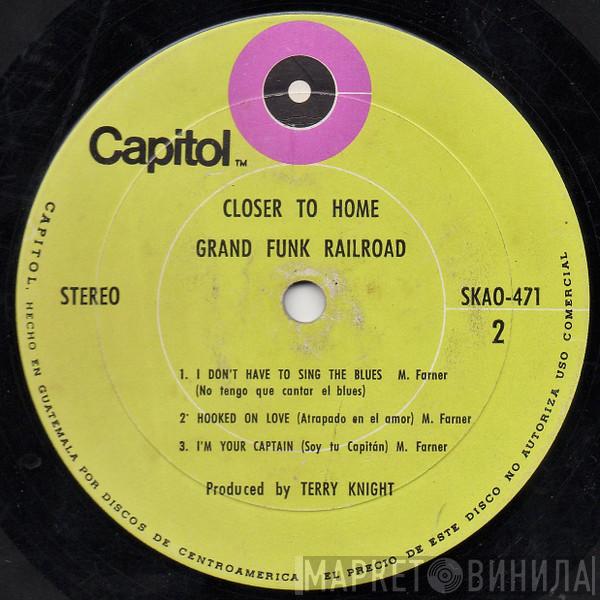 Capitol TM
CLOSER TO HOME
GRAND FUNK RAILROAD
STEREO
SKAO-471
2
1. I DON'T HAVE TO SING THE BLUES M. Farner
(No tengo que cantar el blues)
2· HOOKED ON LOVE (Atrapado en el amor) M. Farner
3. I'M YOUR CAPTAIN (Soy tu Capitán) M. Farner
Produced by TERRY KNIGHT
CAPITOL, HECHO EN GUATEMALA POR DISCOS DE CENTROAMERICA - EL PRECIO DE ESTE DISCO NO AUTORIZA USO COMERCIAL
МАРКЕТ ВИНИЛА